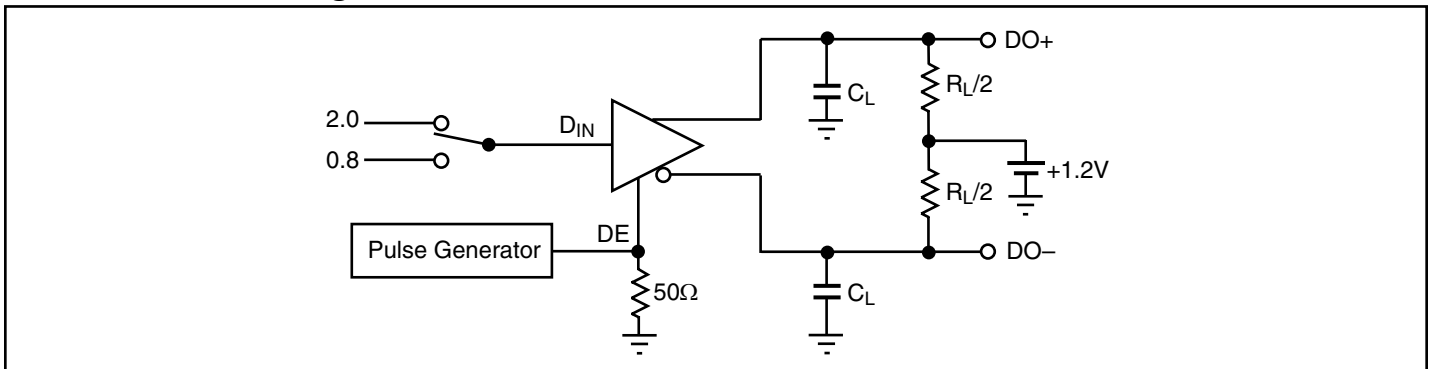 DO+
C_L
R_L/2
2.0
D_IN
0.8
+1.2V
R_L/2
DE
Pulse Generator
DO–
50Ω
C_L